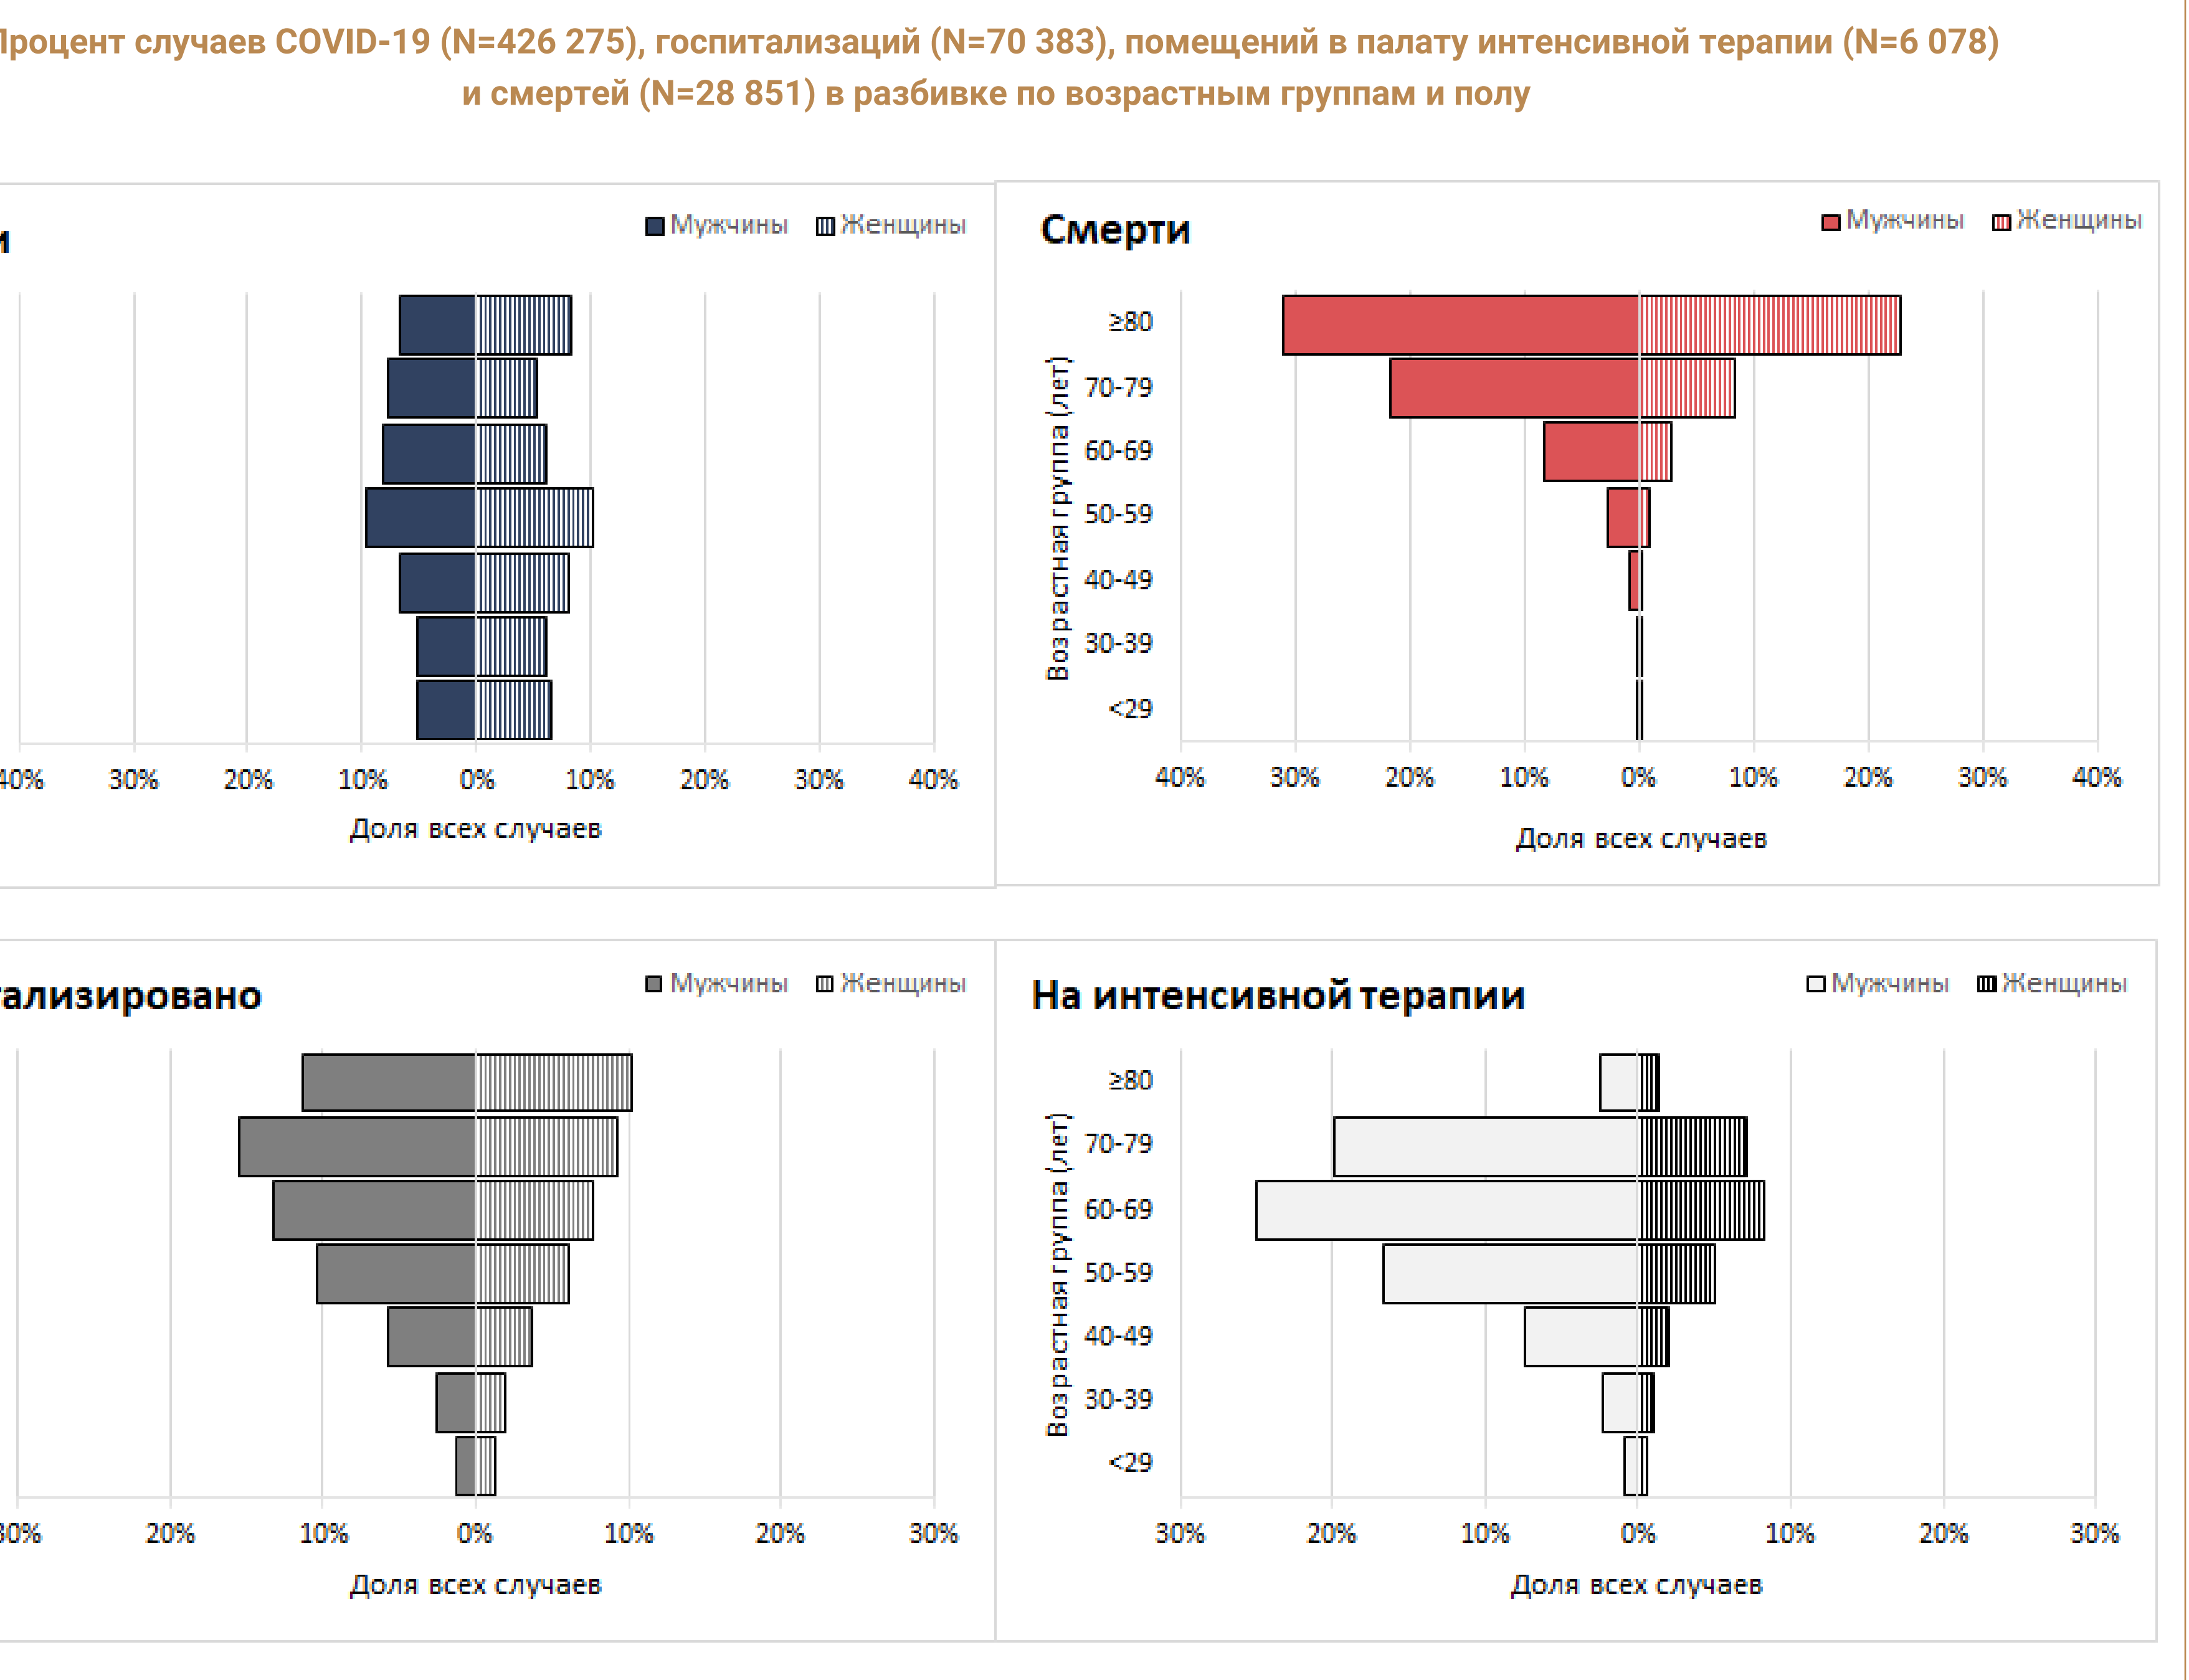 Процент случаев COVID-19 (N=426 275), госпитализаций (N=70 383), помещений в палату интенсивной терапии (N=6 078)
и смертей (N=28 851) в разбивке по возрастным группам и полу
Мужчины Женщины
40% 30% 20% 10% 0% 10% 20% 30% 40%
Доля всех случаев
Смерти
Мужчины Женщины
Возрастная группа (лет)
≥80
70-79
60-69
50-59
40-49
30-39
<29
40% 30% 20% 10% 0% 10% 20% 30% 40%
Доля всех случаев
тализировано
Мужчины Женщины
30% 20% 10% 0% 10% 20% 30%
Доля всех случаев
На интенсивной терапии
Мужчины Женщины
Возрастная группа (лет)
≥80
70-79
60-69
50-59
40-49
30-39
<29
30% 20% 10% 0% 10% 20% 30%
Доля всех случаев